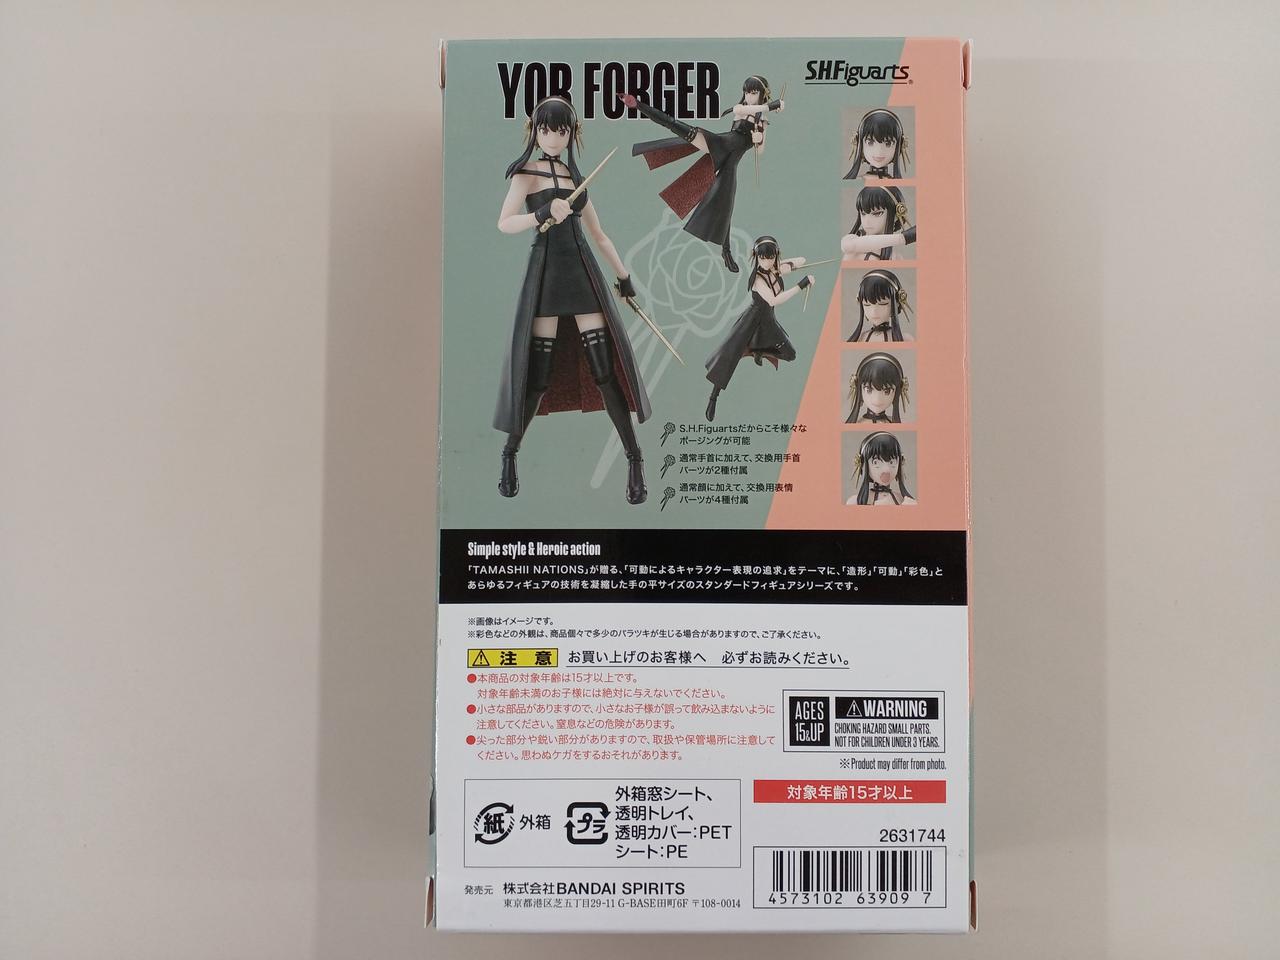 YOR FORGER
S.H.Figuarts
S.H.Figuartsだからこそ様々な
ポージングが可能
通常手首に加えて、交換用手首
パーツが2種付属
通常顔に加えて、交換用表情
パーツが4種付属
Simple style & Heroic action
「TAMASHII NATIONS」が贈る、「可動によるキャラクター表現の追求」をテーマに、「造形」「可動」「彩色」と
あらゆるフィギュアの技術を凝縮した手の平サイズのスタンダードフィギュアシリーズです。
※画像はイメージです。
※彩色などの外観は、商品個々で多少のバラツキが生じる場合がありますので、ご了承ください。
注意 お買い上げのお客様へ 必ずお読みください。
●本商品の対象年齢は15才以上です。
対象年齢未満のお子様には絶対に与えないでください。
●小さな部品がありますので、小さなお子様が誤って飲み込まないように
注意してください。窒息などの危険があります。
●尖った部分や鋭い部分がありますので、取扱や保管場所に注意して
ください。思わぬケガをするおそれがあります。
AGES
15&UP
WARNING
CHOKING HAZARD SMALL PARTS.
NOT FOR CHILDREN UNDER 3 YEARS.
※Product may differ from photo.
対象年齢15才以上
紙 外箱
プラ
外箱窓シート、
透明トレイ、
透明カバー:PET
シート:PE
2631744
4573102 63909 7
発売元 株式会社BANDAI SPIRITS
東京都港区芝五丁目29-11 G-BASE田町6F 〒108-0014